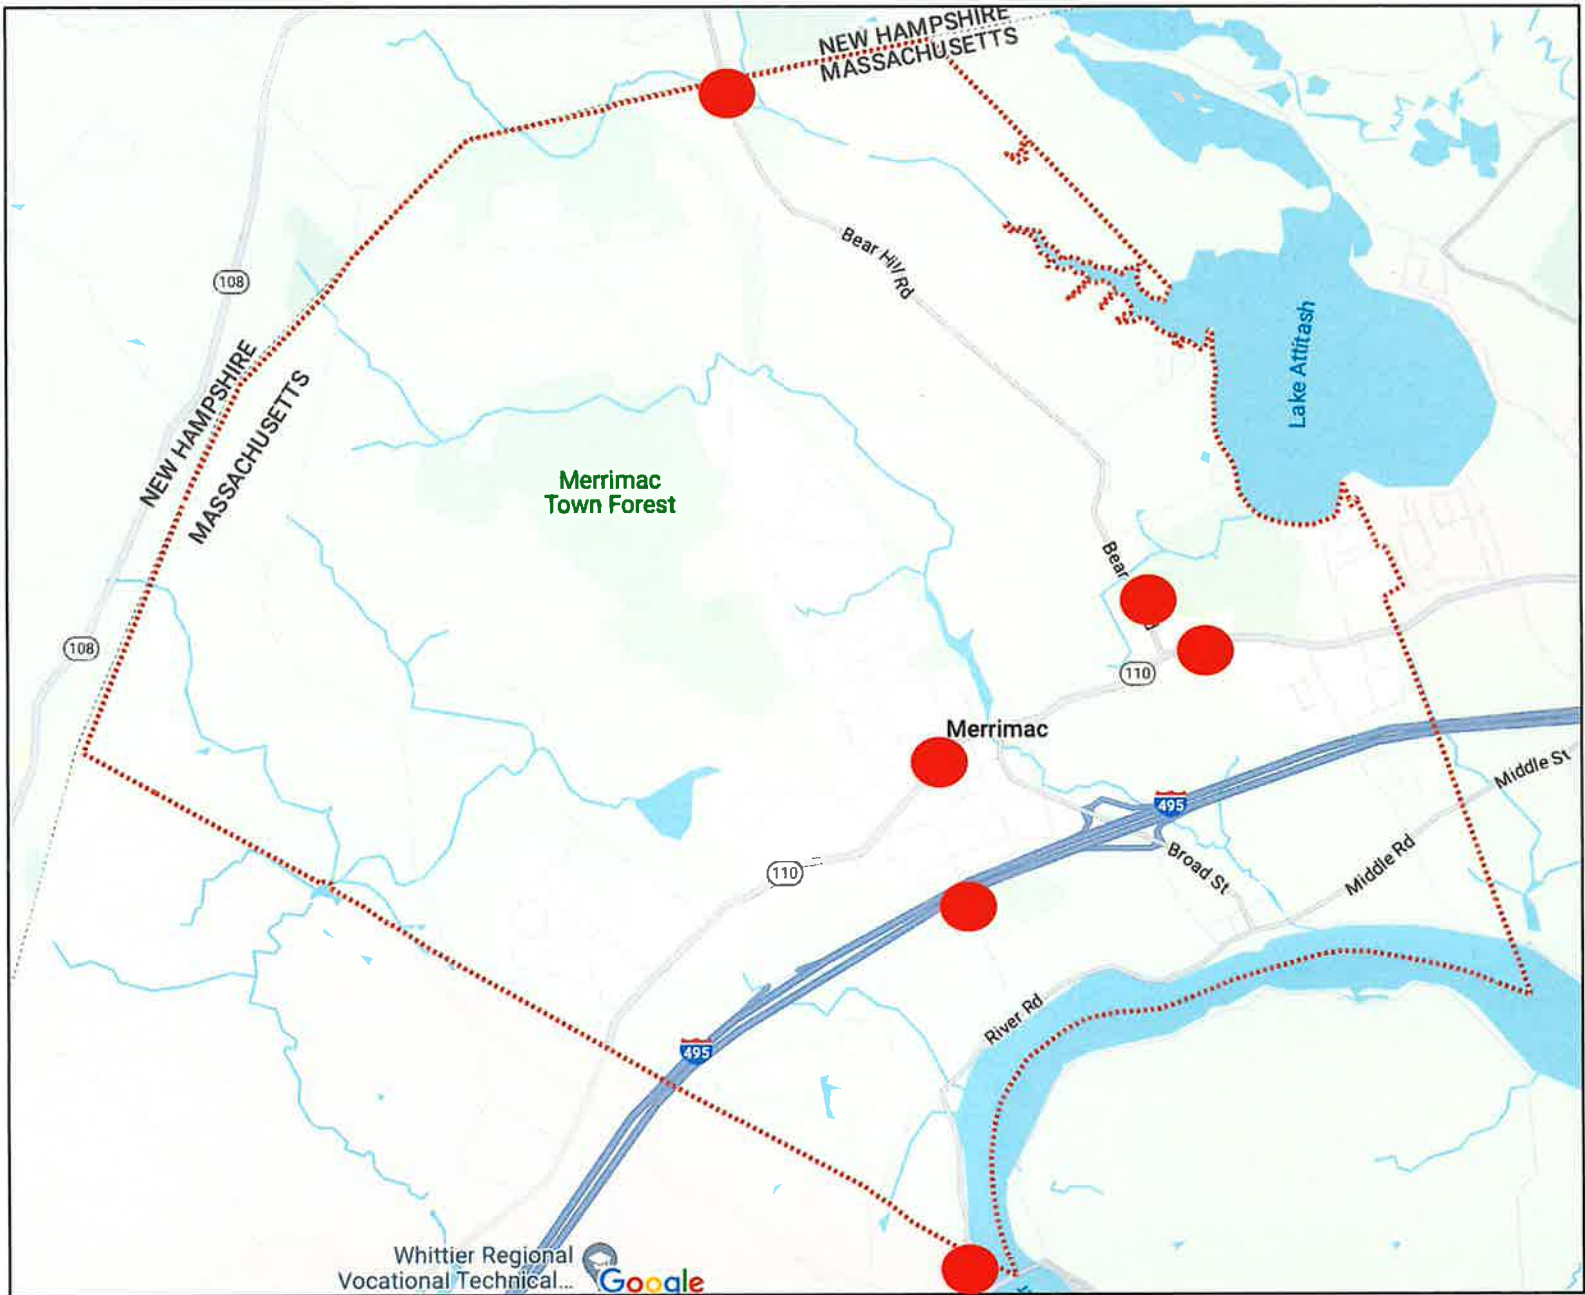 NEW HAMPSHIRE
MASSACHUSETTS
Bear Hill Rd
108
NEW HAMPSHIRE
MASSACHUSETTS
Lake Attitash
Merrimac
Town Forest
Bear
108
110
Merrimac
Middle St
495
Broad St
Middle Rd
110
River Rd
495
Whittier Regional
Vocational Technical...
Google